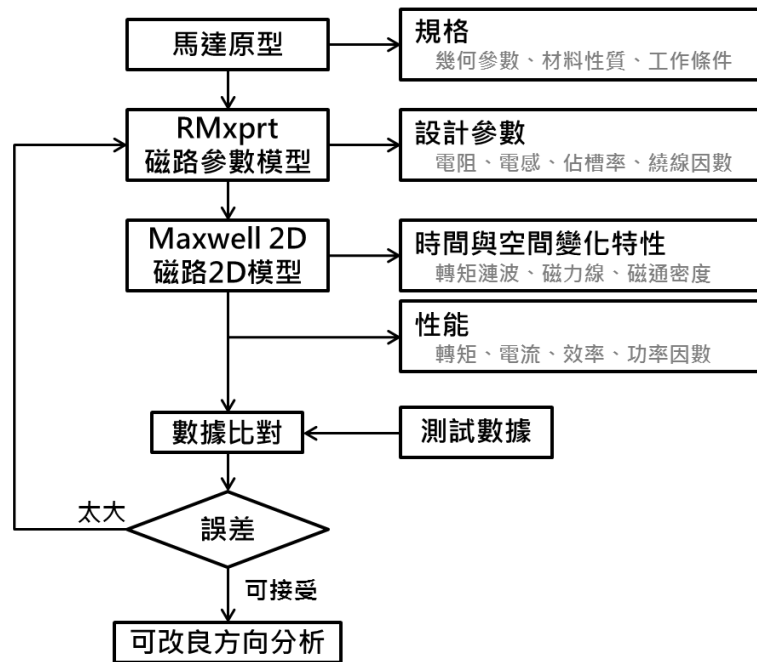 馬達原型
規格
幾何參數、材料性質、工作條件
RMxprt
磁路參數模型
設計參數
電阻、電感、佔槽率、繞線因數
Maxwell 2D
磁路2D模型
時間與空間變化特性
轉矩漣波、磁力線、磁通密度
性能
轉矩、電流、效率、功率因數
數據比對
測試數據
太大
誤差
可接受
可改良方向分析